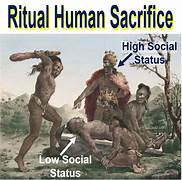 Ritual Human Sacrifice
High Social
Status
Low Social
Status